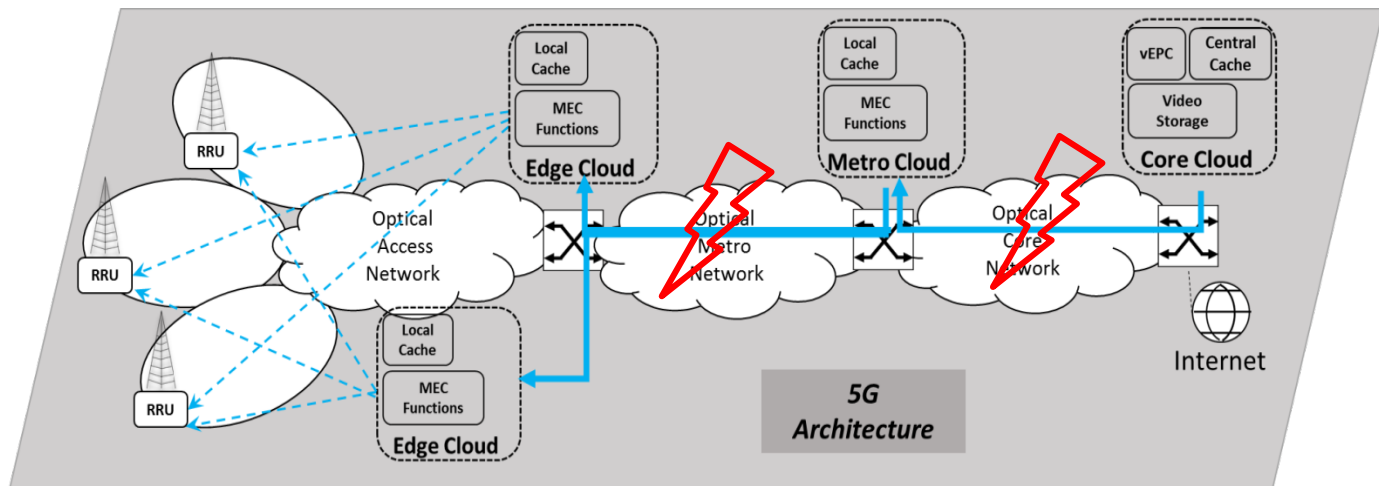 Local
Cache
MEC
Functions
Edge Cloud
Local
Cache
MEC
Functions
Metro Cloud
vEPC
Central
Cache
Video
Storage
Core Cloud
RRU
RRU
RRU
Optical
Access
Network
Optical
Metro
Network
Optical
Core
Network
Local
Cache
MEC
Functions
Edge Cloud
Internet
5G
Architecture